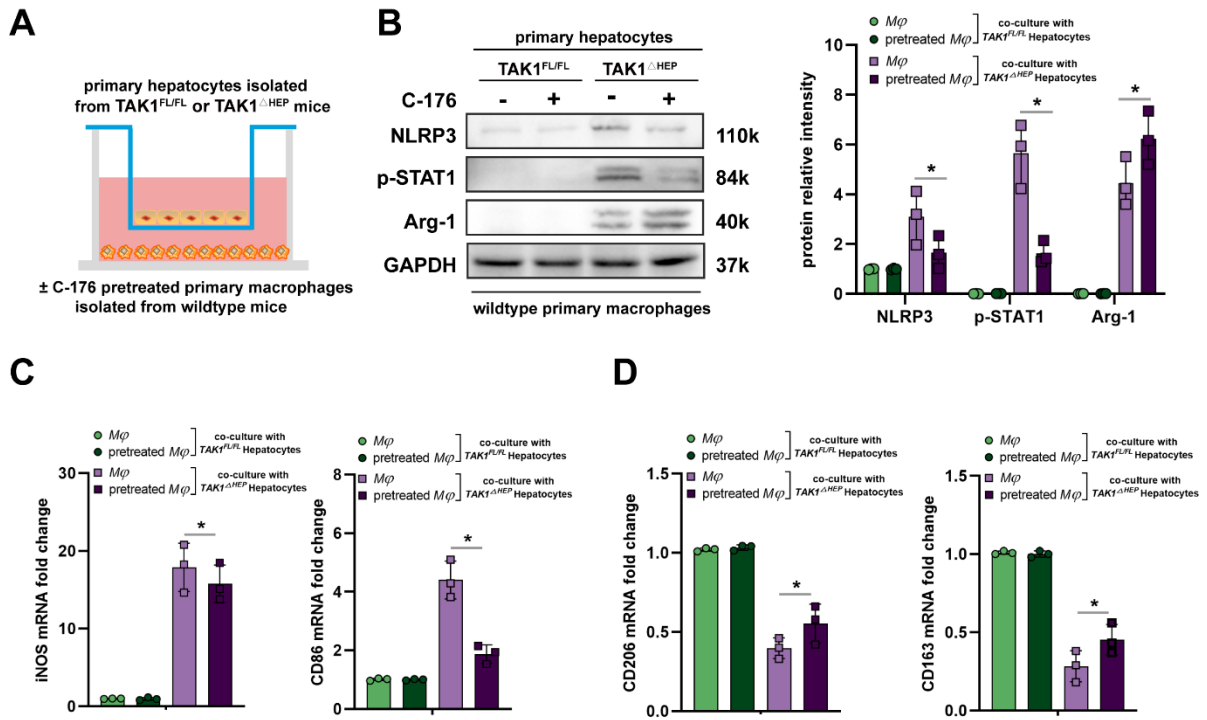 A
primary hepatocytes isolated
from TAK1FL/FL or TAK1△HEP mice
± C-176 pretreated primary macrophages
isolated from wildtype mice
B
primary hepatocytes
TAK1FL/FL TAK1△HEP
C-176 - + - +
NLRP3 110k
p-STAT1 84k
Arg-1 40k
GAPDH 37k
wildtype primary macrophages
Mφ
pretreated Mφ
co-culture with
TAK1FL/FL Hepatocytes
Mφ
pretreated Mφ
co-culture with
TAK1△HEP Hepatocytes
protein relative intensity
10
8
6
4
2
0
* * *
NLRP3 p-STAT1 Arg-1
C
Mφ
pretreated Mφ
co-culture with
TAK1FL/FL Hepatocytes
Mφ
pretreated Mφ
co-culture with
TAK1△HEP Hepatocytes
iNOS mRNA fold change
30
20
10
0
*
Mφ
pretreated Mφ
co-culture with
TAK1FL/FL Hepatocytes
Mφ
pretreated Mφ
co-culture with
TAK1△HEP Hepatocytes
CD86 mRNA fold change
8
6
4
2
0
*
D
Mφ
pretreated Mφ
co-culture with
TAK1FL/FL Hepatocytes
Mφ
pretreated Mφ
co-culture with
TAK1△HEP Hepatocytes
CD206 mRNA fold change
1.5
1.0
0.5
0.0
*
Mφ
pretreated Mφ
co-culture with
TAK1FL/FL Hepatocytes
Mφ
pretreated Mφ
co-culture with
TAK1△HEP Hepatocytes
CD163 mRNA fold change
1.5
1.0
0.5
0.0
*